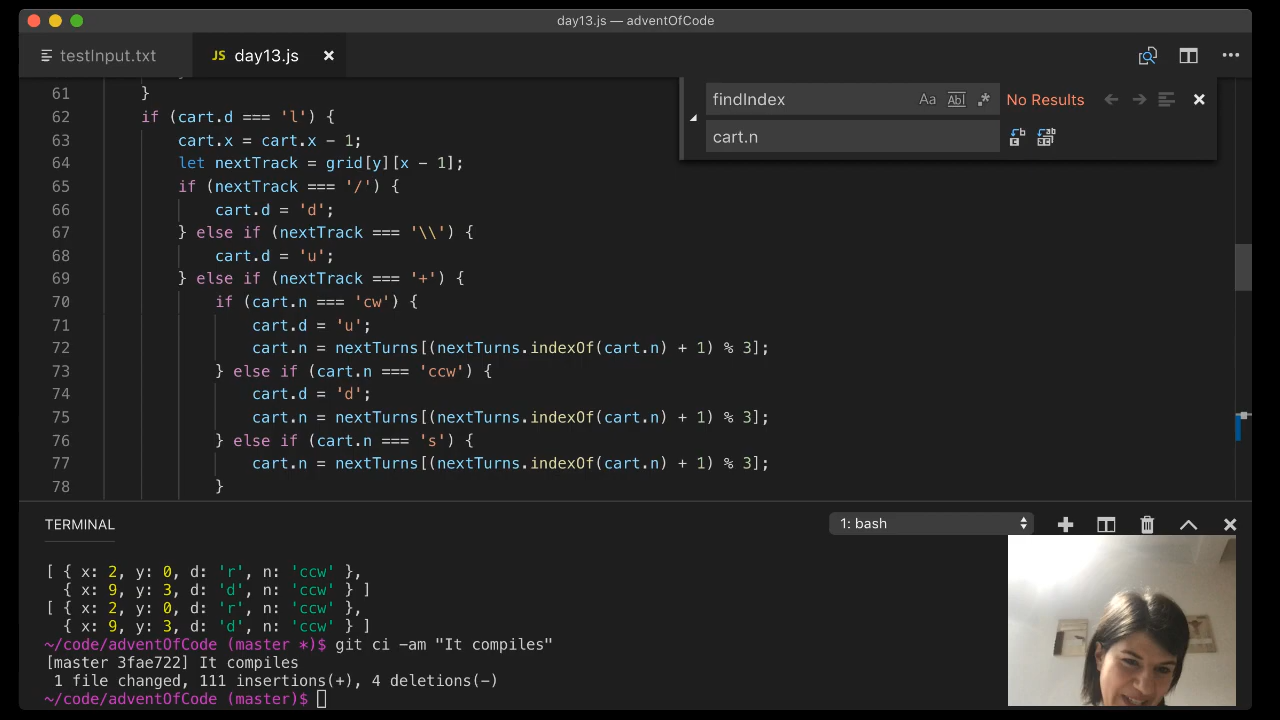 day13.js — adventOfCode
testInput.txt
JS day13.js
findIndex Aa Abl .* No Results
cart.n
61 }
62 if (cart.d === 'l') {
63 cart.x = cart.x - 1;
64 let nextTrack = grid[y][x - 1];
65 if (nextTrack === '/') {
66 cart.d = 'd';
67 } else if (nextTrack === '\\') {
68 cart.d = 'u';
69 } else if (nextTrack === '+') {
70 if (cart.n === 'cw') {
71 cart.d = 'u';
72 cart.n = nextTurns[(nextTurns.indexOf(cart.n) + 1) % 3];
73 } else if (cart.n === 'ccw') {
74 cart.d = 'd';
75 cart.n = nextTurns[(nextTurns.indexOf(cart.n) + 1) % 3];
76 } else if (cart.n === 's') {
77 cart.n = nextTurns[(nextTurns.indexOf(cart.n) + 1) % 3];
78 }
TERMINAL
1: bash
[ { x: 2, y: 0, d: 'r', n: 'ccw' },
{ x: 9, y: 3, d: 'd', n: 'ccw' } ]
[ { x: 2, y: 0, d: 'r', n: 'ccw' },
{ x: 9, y: 3, d: 'd', n: 'ccw' } ]
~/code/adventOfCode (master *)$ git ci -am "It compiles"
[master 3fae722] It compiles
1 file changed, 111 insertions(+), 4 deletions(-)
~/code/adventOfCode (master)$